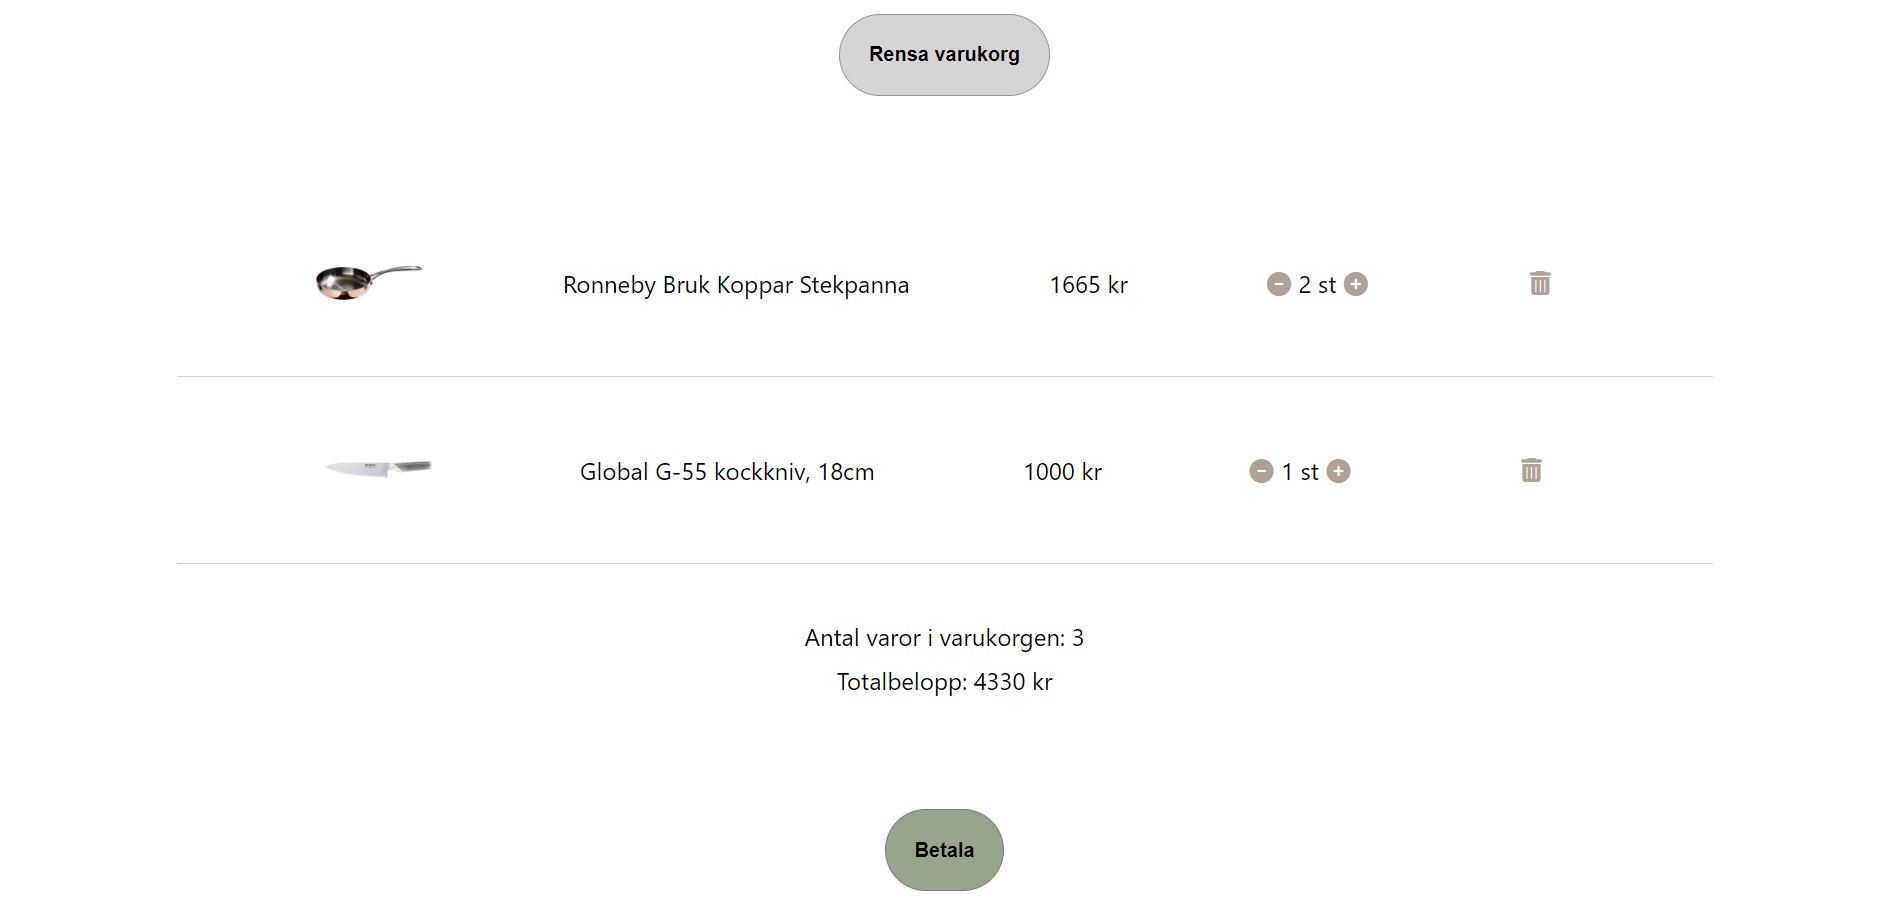 Rensa varukorg
Ronneby Bruk Koppar Stekpanna 1665 kr 2 st
Global G-55 kockkniv, 18cm 1000 kr 1 st
Antal varor i varukorgen: 3
Totalbelopp: 4330 kr
Betala